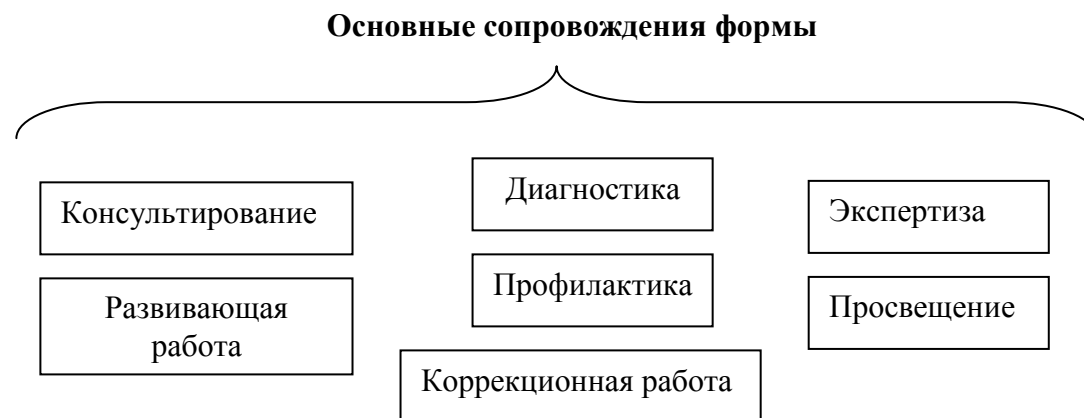 Основные сопровождения формы
Консультирование
Диагностика
Экспертиза
Развивающая
работа
Профилактика
Просвещение
Коррекционная работа